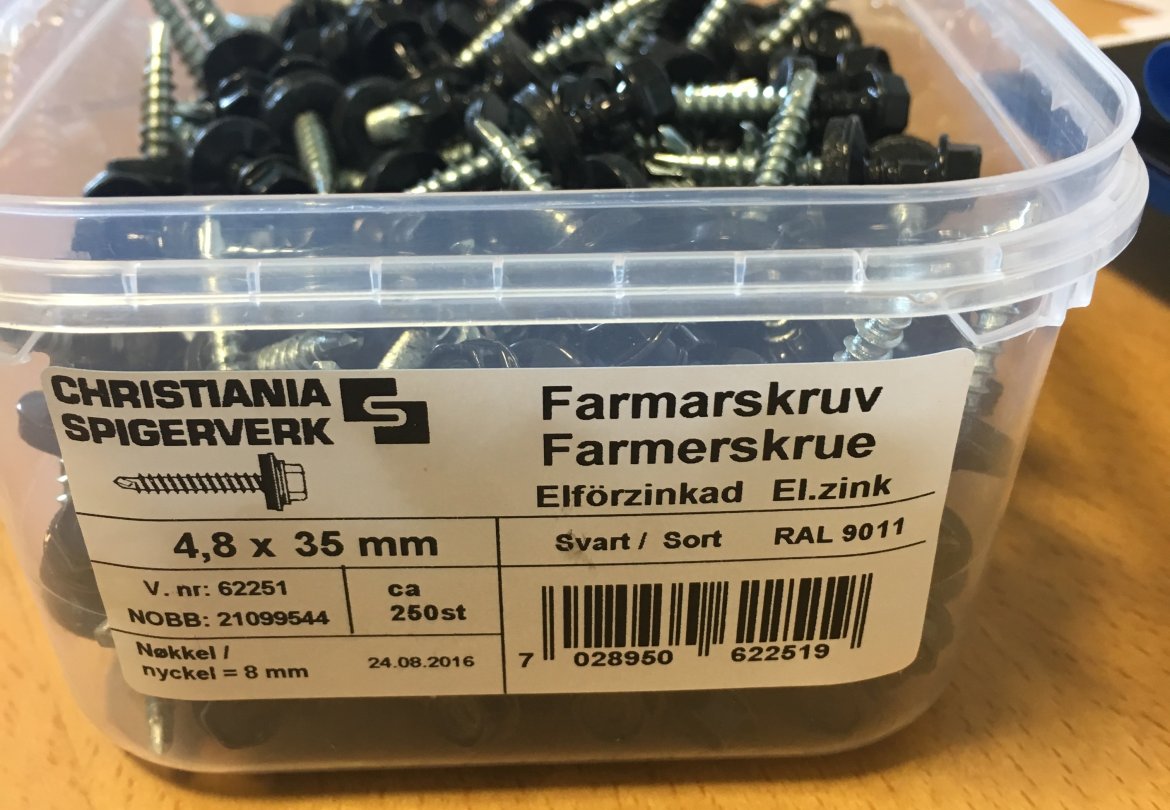 CHRISTIANIA
SPIGERVERK
Farmarskruv
Farmerskrue
Elförzinkad El.zink
4,8 x 35 mm
Svart / Sort RAL 9011
V. nr: 62251
NOBB: 21099544
ca
250st
Nøkkel /
nyckel = 8 mm
24.08.2016
7 028950 622519